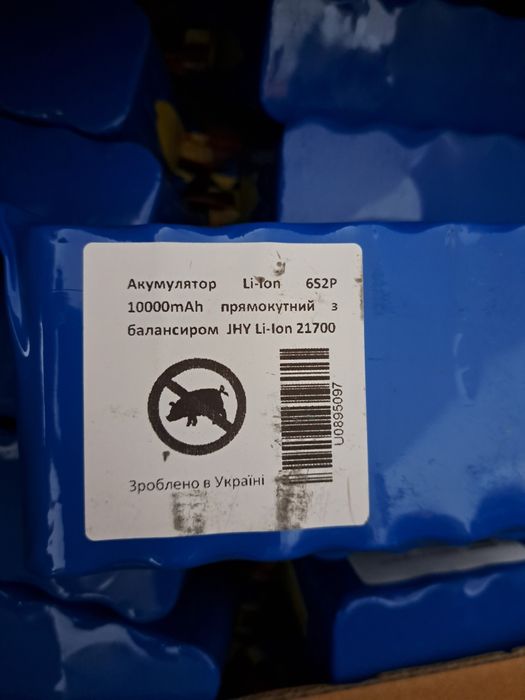 Акумулятор Li-Ion 6S2P
10000mAh прямокутний з
балансиром JHY Li-Ion 21700
U0895097
Зроблено в Україні